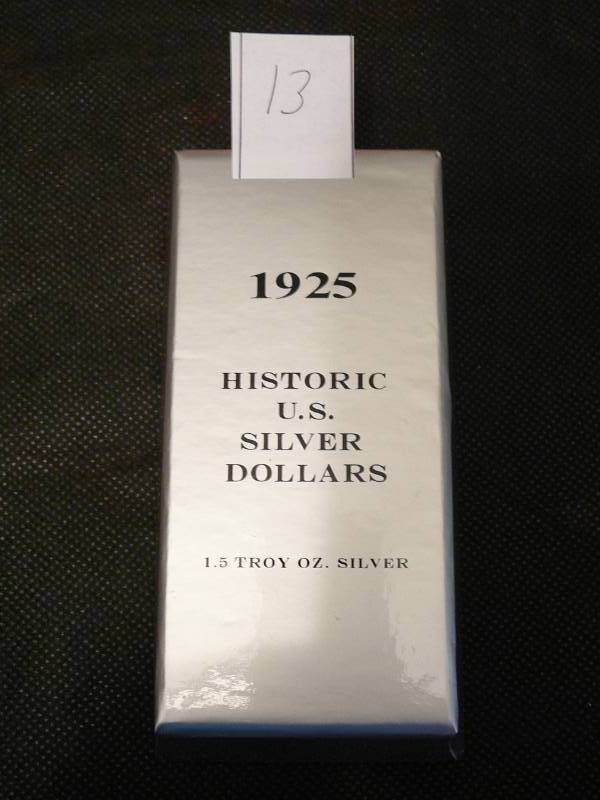 13
1925
HISTORIC
U.S.
SILVER
DOLLARS
1.5 TROY OZ. SILVER